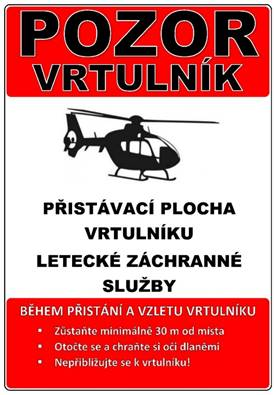 POZOR
VRTULNÍK
PŘISTÁVACÍ PLOCHA
VRTULNÍKU
LETECKÉ ZÁCHRANNÉ
SLUŽBY
BĚHEM PŘISTÁNÍ A VZLETU VRTULNÍKU
▪ Zůstaňte minimálně 30 m od místa
▪ Otočte se a chraňte si oči dlaněmi
▪ Nepřibližujte se k vrtulníku!